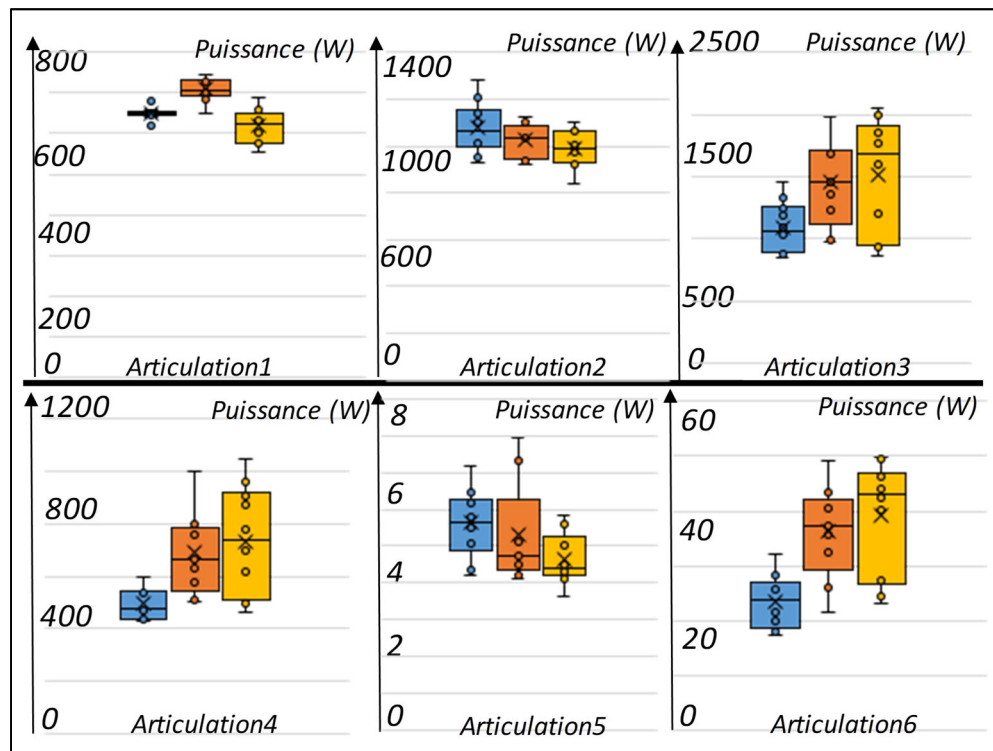 Puissance (W)
800
600
400
200
0
Articulation1
Puissance (W)
1400
1000
600
0
Articulation2
2500
Puissance (W)
1500
500
0
Articulation3
1200
Puissance (W)
800
400
0
Articulation4
8
Puissance (W)
6
4
2
0
Articulation5
Puissance (W)
60
40
20
0
Articulation6